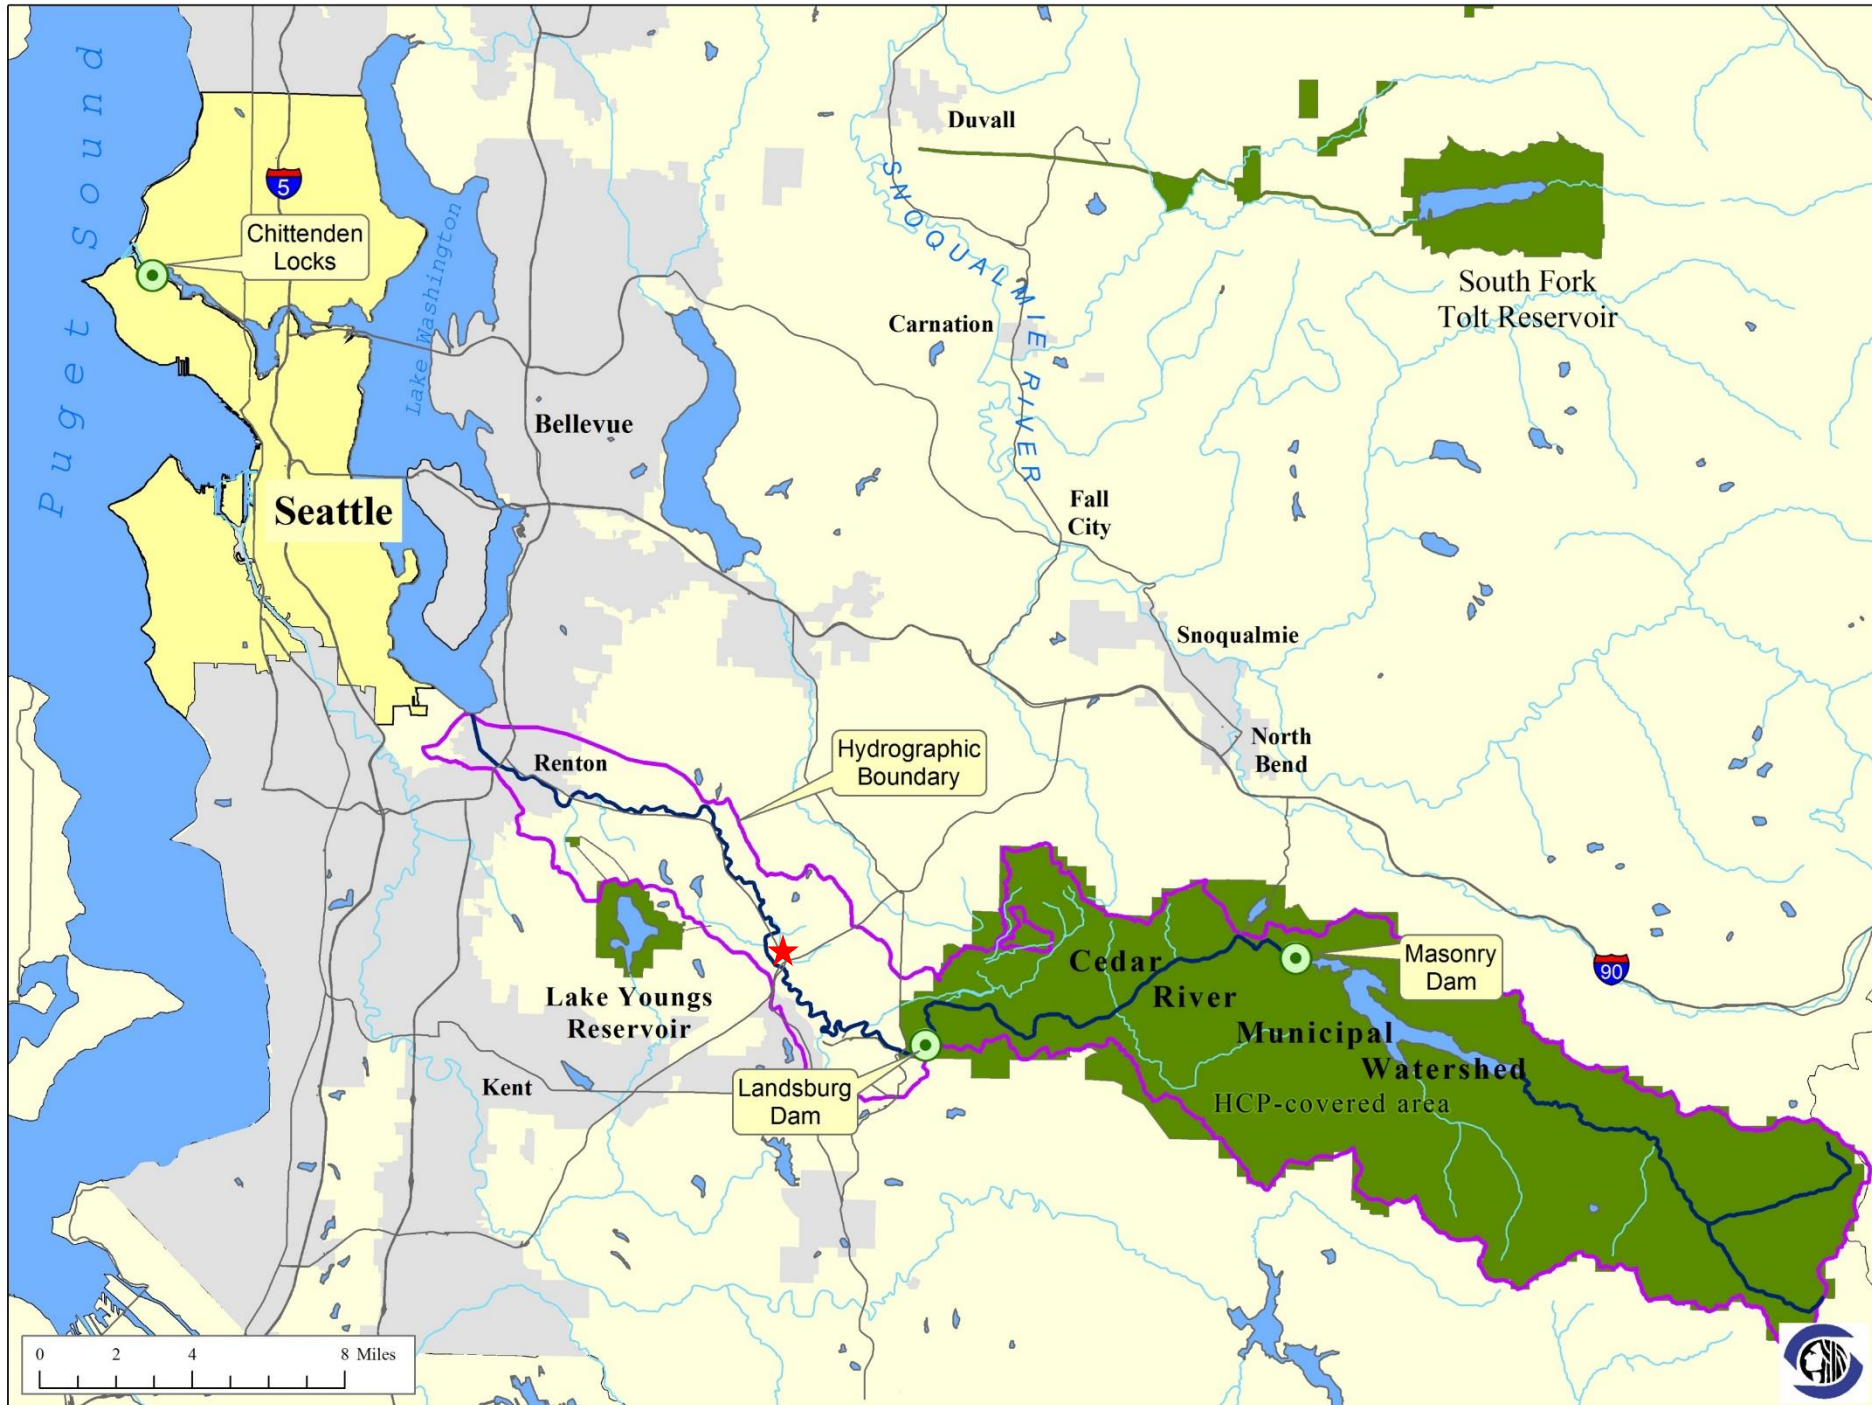 Puget Sound
5
Chittenden
Locks
Lake Washington
Duvall
SNOQUALMIE RIVER
South Fork
Tolt Reservoir
Carnation
Bellevue
Seattle
Fall
City
Snoqualmie
North
Bend
Hydrographic
Boundary
Renton
Lake Youngs
Reservoir
Kent
Landsburg
Dam
Cedar
River
Municipal
Watershed
HCP-covered area
Masonry
Dam
90
0 2 4 8 Miles